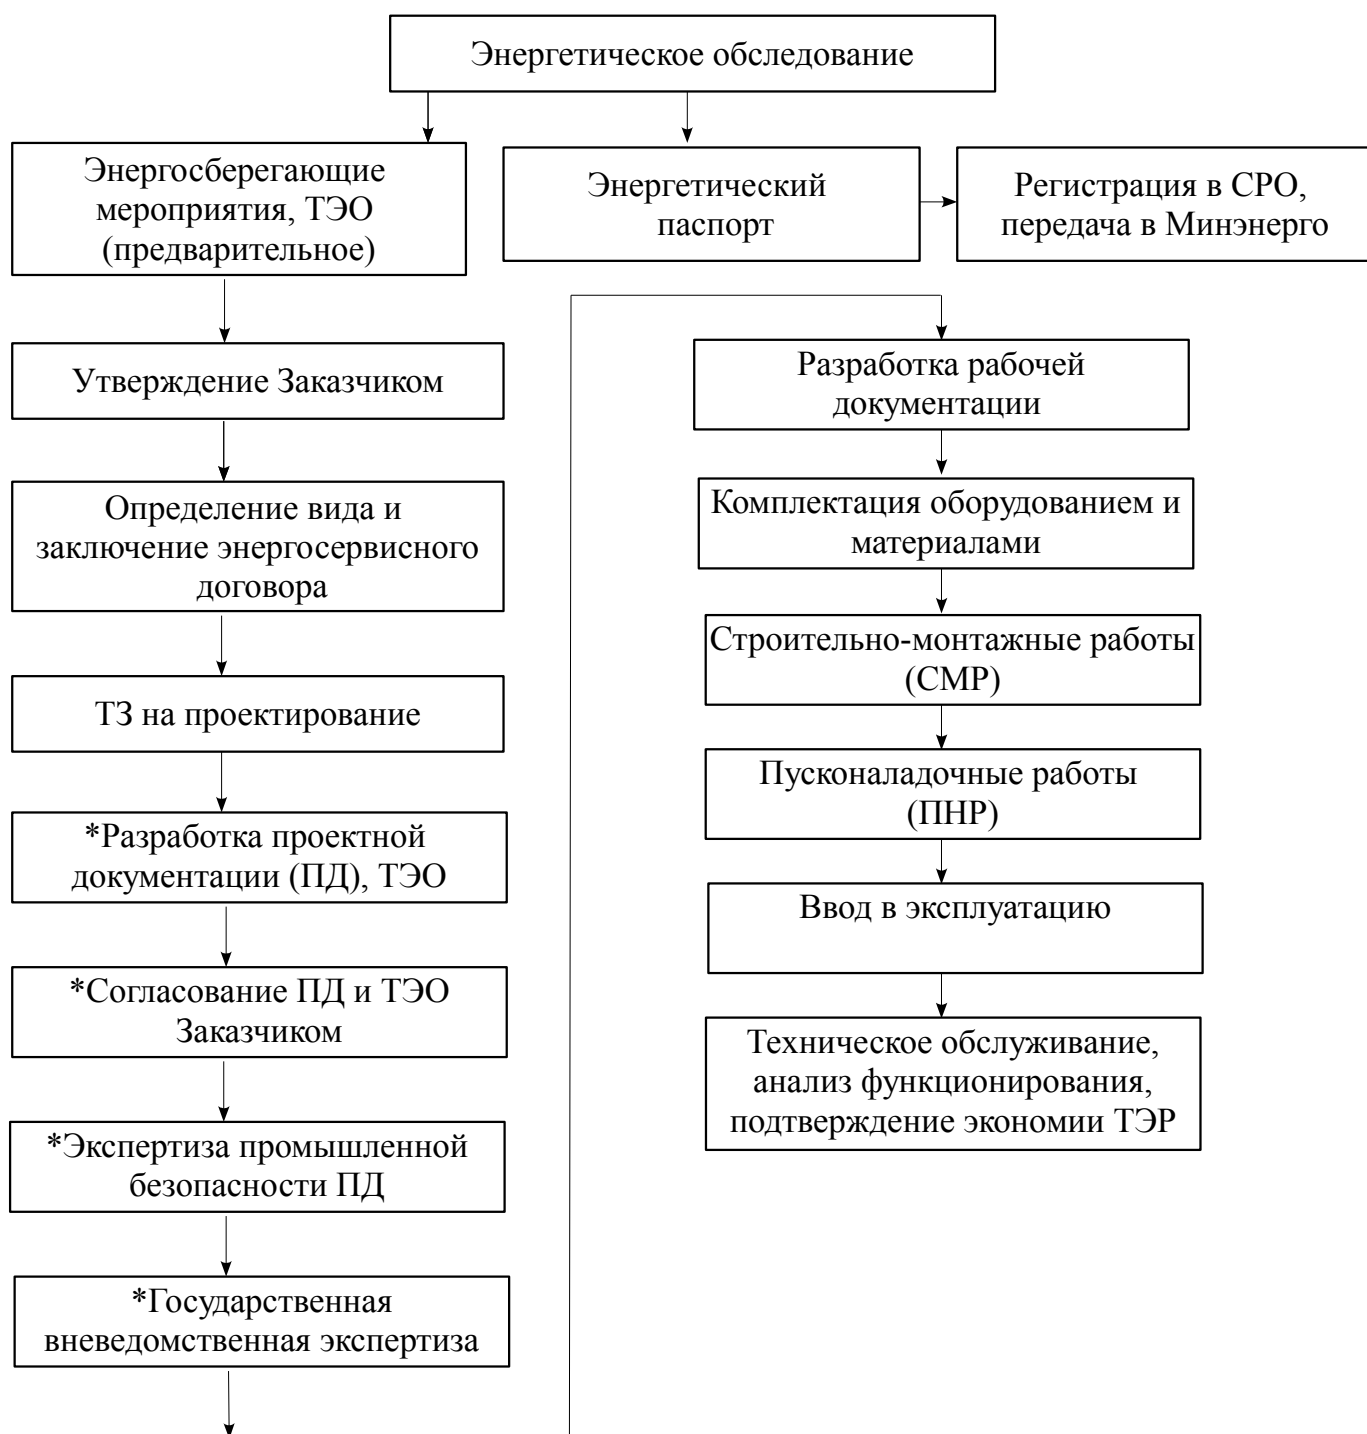 Энергетическое обследование
Энергосберегающие
мероприятия, ТЭО
(предварительное)
Энергетический
паспорт
Регистрация в СРО,
передача в Минэнерго
Утверждение Заказчиком
Определение вида и
заключение энергосервисного
договора
ТЗ на проектирование
*Разработка проектной
документации (ПД), ТЭО
*Согласование ПД и ТЭО
Заказчиком
*Экспертиза промышленной
безопасности ПД
*Государственная
вневедомственная экспертиза
Разработка рабочей
документации
Комплектация оборудованием и
материалами
Строительно-монтажные работы
(СМР)
Пусконаладочные работы
(ПНР)
Ввод в эксплуатацию
Техническое обслуживание,
анализ функционирования,
подтверждение экономии ТЭР